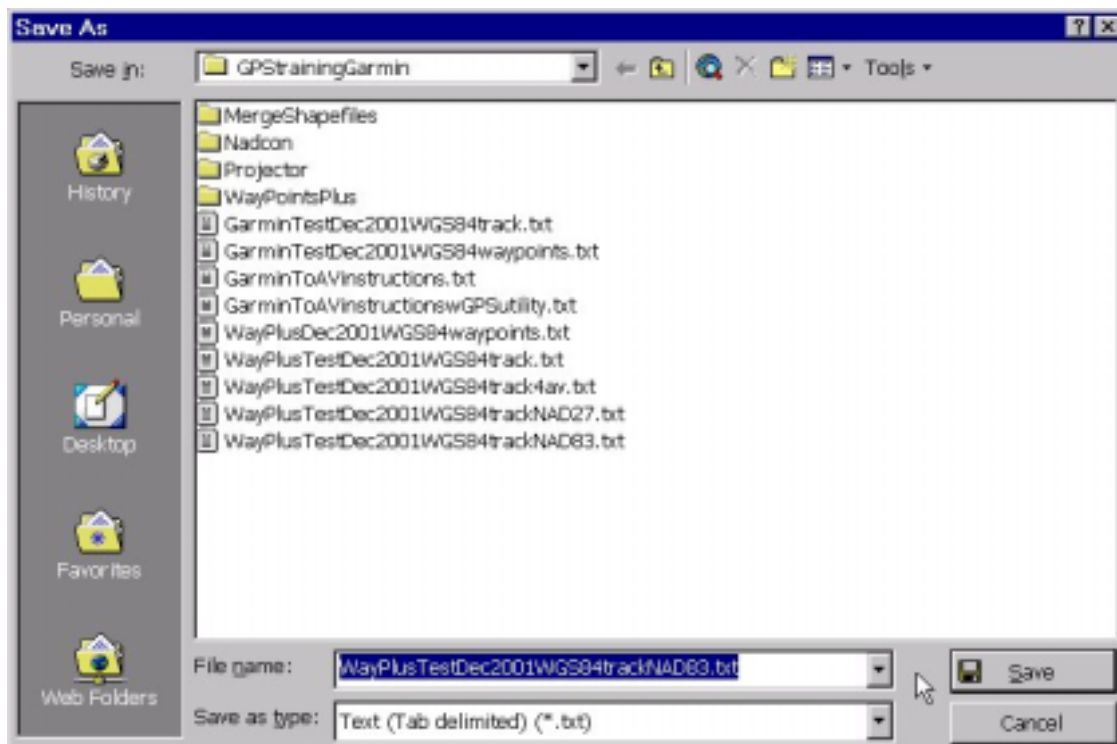 Save As
Save in:
GPStrainingGarmin
Tools
History
Personal
Desktop
Favorites
Web Folders
MergeShapefiles
Nadcon
Projector
WayPointsPlus
GarminTestDec2001WGS84track.txt
GarminTestDec2001WGS84waypoints.txt
GarminToAVinstructions.txt
GarminToAVinstructionswGPSutility.txt
WayPlusDec2001WGS84waypoints.txt
WayPlusTestDec2001WGS84track.txt
WayPlusTestDec2001WGS84track4av.txt
WayPlusTestDec2001WGS84trackNAD27.txt
WayPlusTestDec2001WGS84trackNAD83.txt
File name:
WayPlusTestDec2001WGS84trackNAD83.txt
Save
Save as type:
Text (Tab delimited) (*.txt)
Cancel